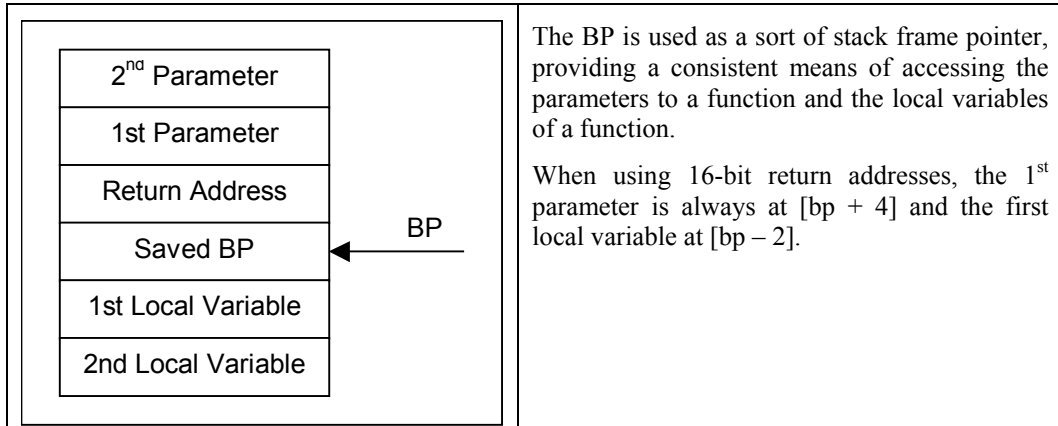 2nd Parameter
1st Parameter
Return Address
Saved BP
BP
1st Local Variable
2nd Local Variable
The BP is used as a sort of stack frame pointer,
providing a consistent means of accessing the
parameters to a function and the local variables
of a function.
When using 16-bit return addresses, the 1st
parameter is always at [bp + 4] and the first
local variable at [bp – 2].